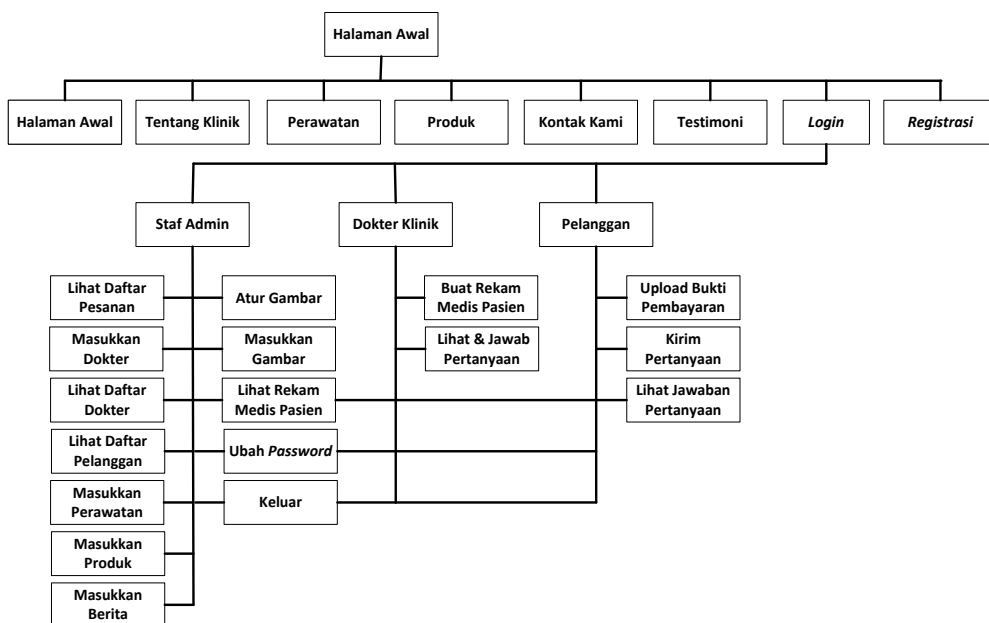 Halaman Awal
Halaman Awal
Tentang Klinik
Perawatan
Produk
Kontak Kami
Testimoni
Login
Registrasi
Staf Admin
Dokter Klinik
Pelanggan
Lihat Daftar
Pesanan
Atur Gambar
Buat Rekam
Medis Pasien
Upload Bukti
Pembayaran
Masukkan
Dokter
Masukkan
Gambar
Lihat & Jawab
Pertanyaan
Kirim
Pertanyaan
Lihat Daftar
Dokter
Lihat Rekam
Medis Pasien
Lihat Jawaban
Pertanyaan
Lihat Daftar
Pelanggan
Ubah Password
Masukkan
Perawatan
Keluar
Masukkan
Produk
Masukkan
Berita